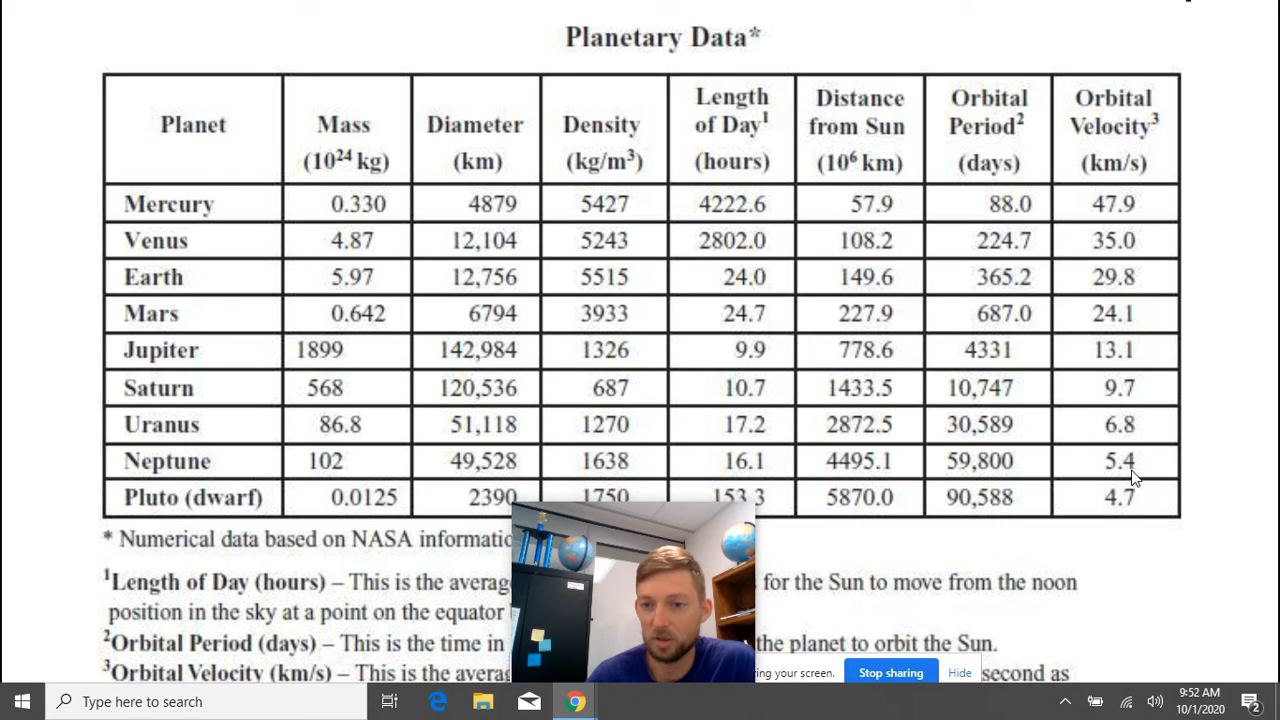 Planetary Data*
Planet Mass (10²⁴ kg) Diameter (km) Density (kg/m³) Length of Day¹ (hours) Distance from Sun (10⁶ km) Orbital Period² (days) Orbital Velocity³ (km/s)
Mercury 0.330 4879 5427 4222.6 57.9 88.0 47.9
Venus 4.87 12,104 5243 2802.0 108.2 224.7 35.0
Earth 5.97 12,756 5515 24.0 149.6 365.2 29.8
Mars 0.642 6794 3933 24.7 227.9 687.0 24.1
Jupiter 1899 142,984 1326 9.9 778.6 4331 13.1
Saturn 568 120,536 687 10.7 1433.5 10,747 9.7
Uranus 86.8 51,118 1270 17.2 2872.5 30,589 6.8
Neptune 102 49,528 1638 16.1 4495.1 59,800 5.4
Pluto (dwarf) 0.0125 2390 1750 153.3 5870.0 90,588 4.7
* Numerical data based on NASA
¹Length of Day (hours) – This is the for the Sun to move from the noon
position in the sky at a point on the equator
²Orbital Period (days) – This is the time in the planet to orbit the Sun.
³Orbital Velocity (km/s) – This is the second as
your screen. Stop sharing Hide
Type here to search
9:52 AM
10/1/2020
2